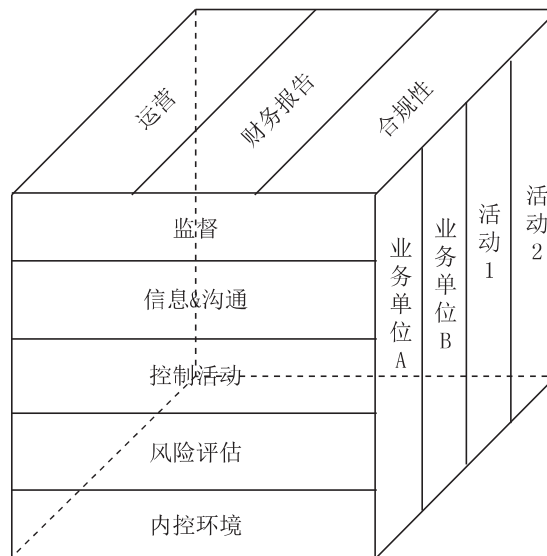 运营
财务报告
合规性
监督
信息&沟通
控制活动
风险评估
内控环境
业务单位A
业务单位B
活动1
活动2